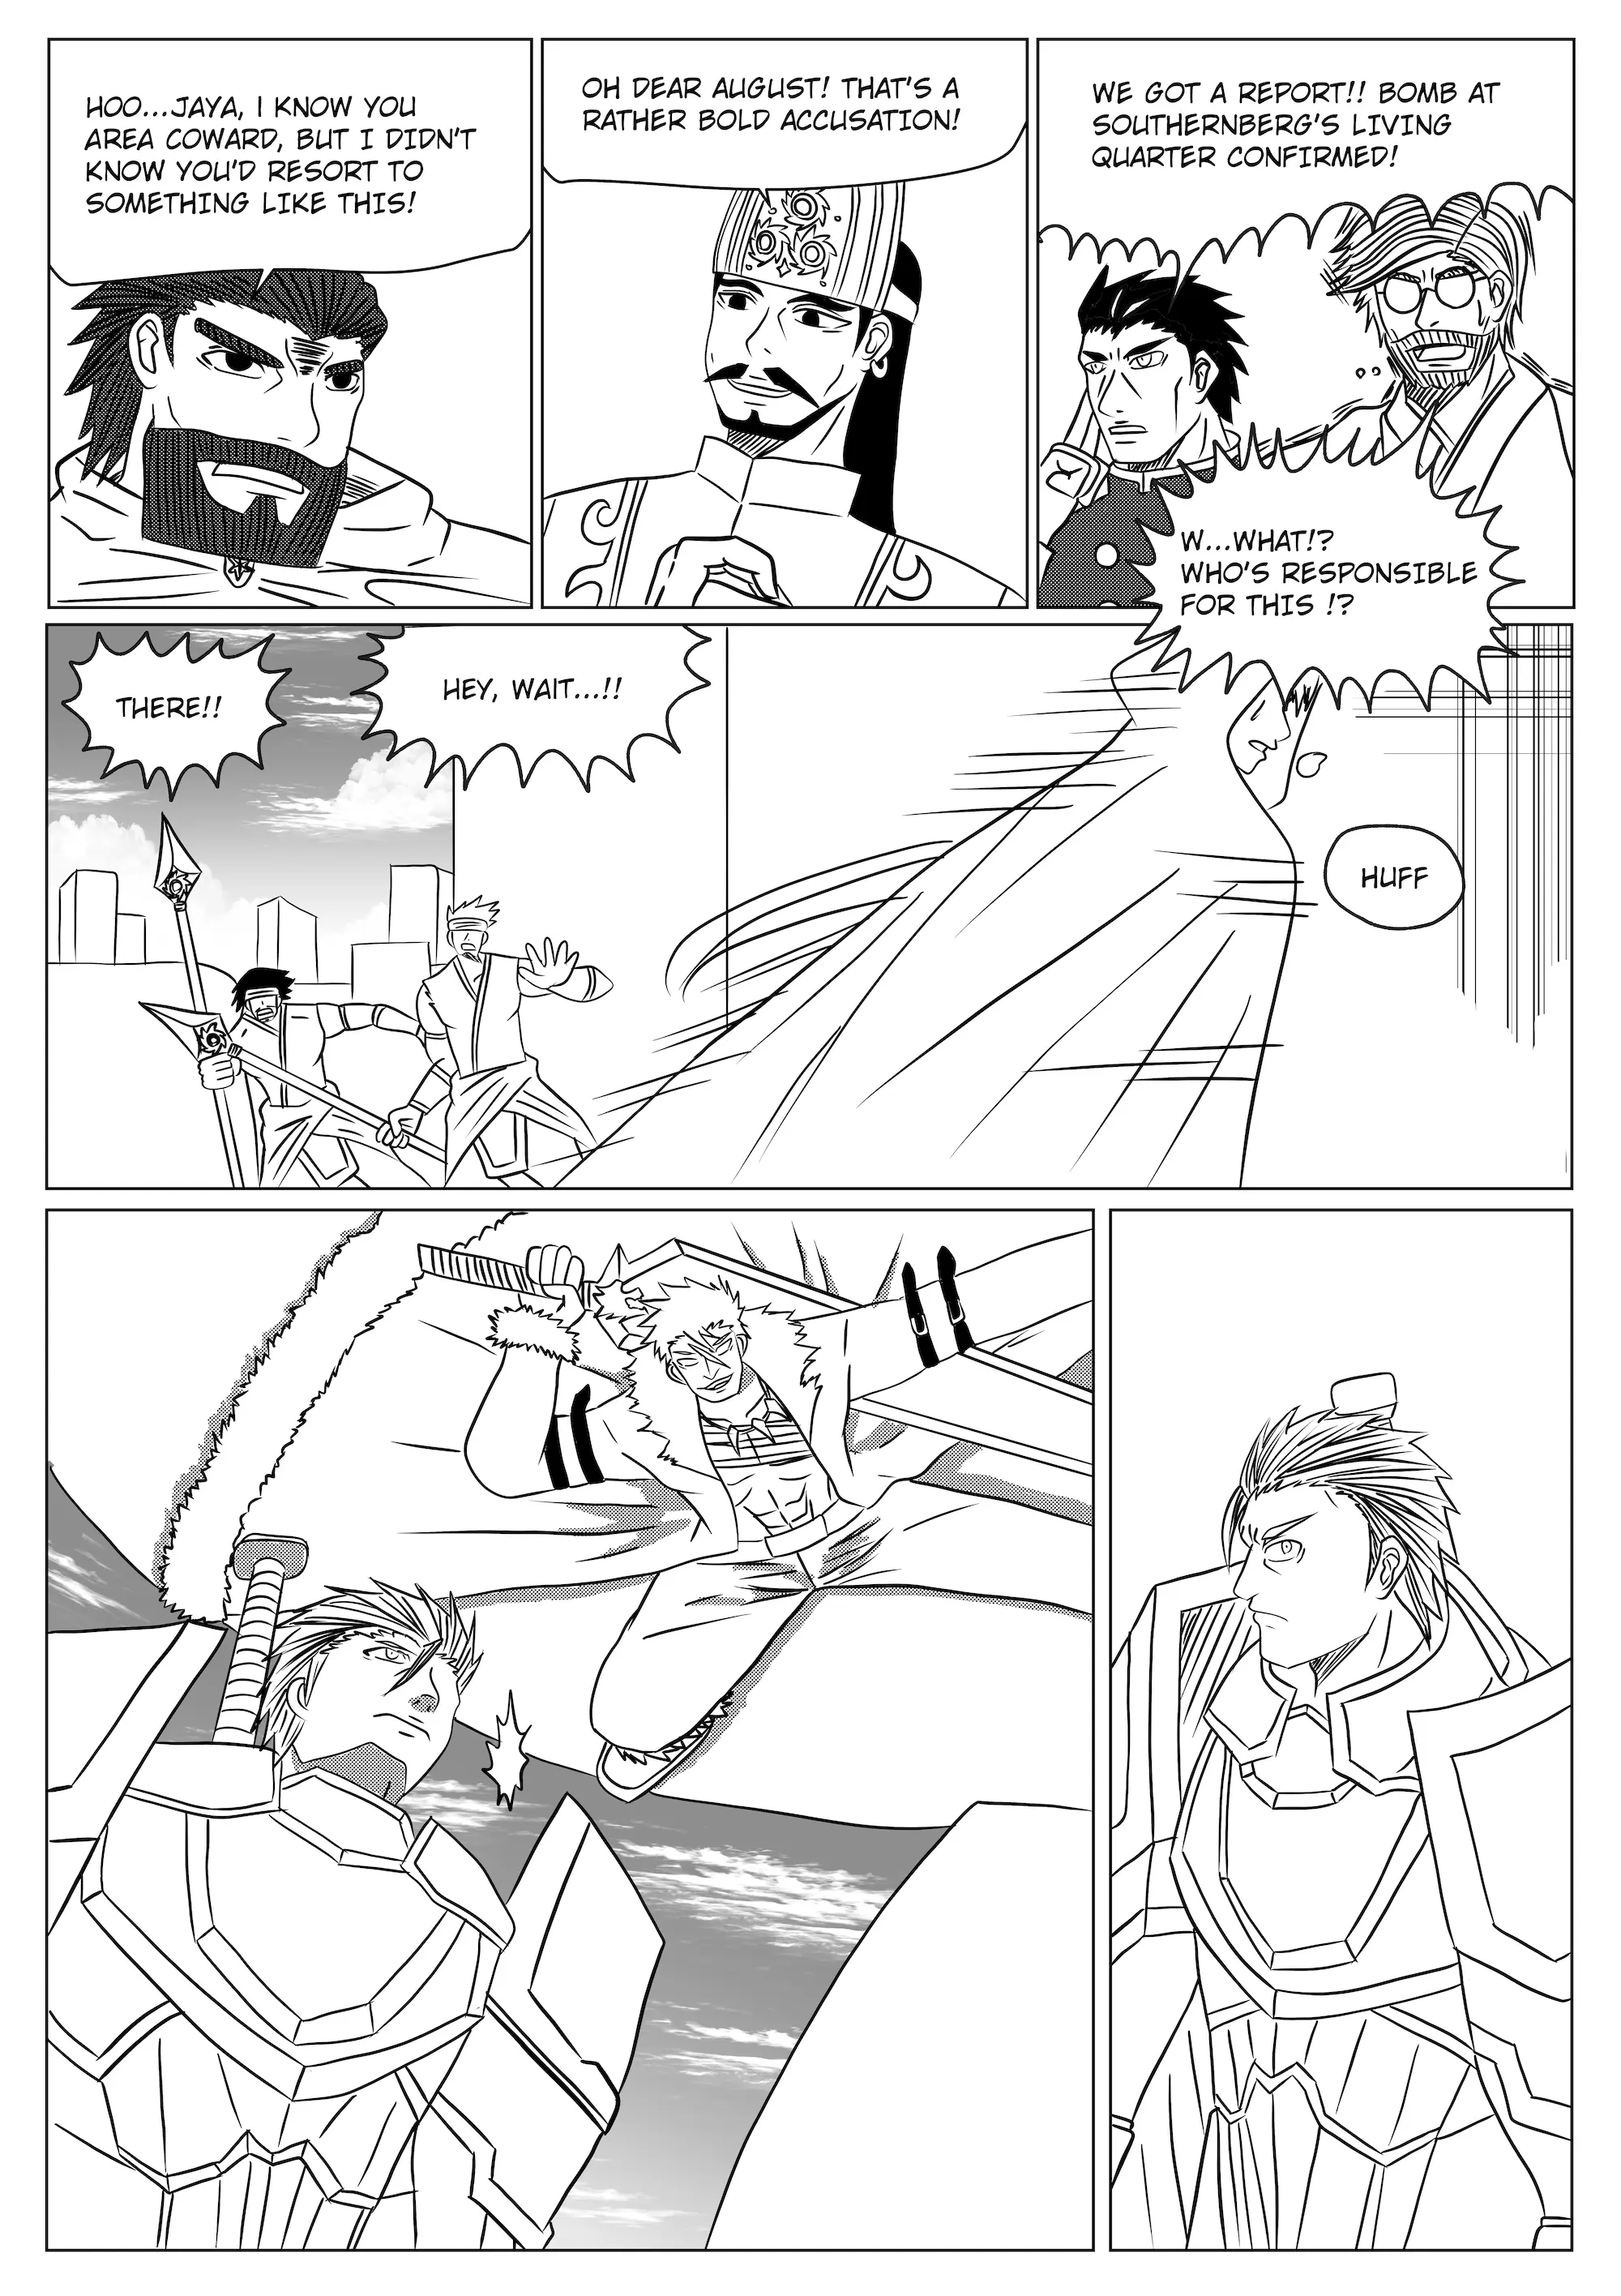 HOO...JAYA, I KNOW YOU
AREA COWARD, BUT I DIDN'T
KNOW YOU'D RESORT TO
SOMETHING LIKE THIS!
OH DEAR AUGUST! THAT'S A
RATHER BOLD ACCUSATION!
WE GOT A REPORT!! BOMB AT
SOUTHERNBERG'S LIVING
QUARTER CONFIRMED!
W...WHAT!?
WHO'S RESPONSIBLE
FOR THIS !?
THERE!!
HEY, WAIT...!!
HUFF